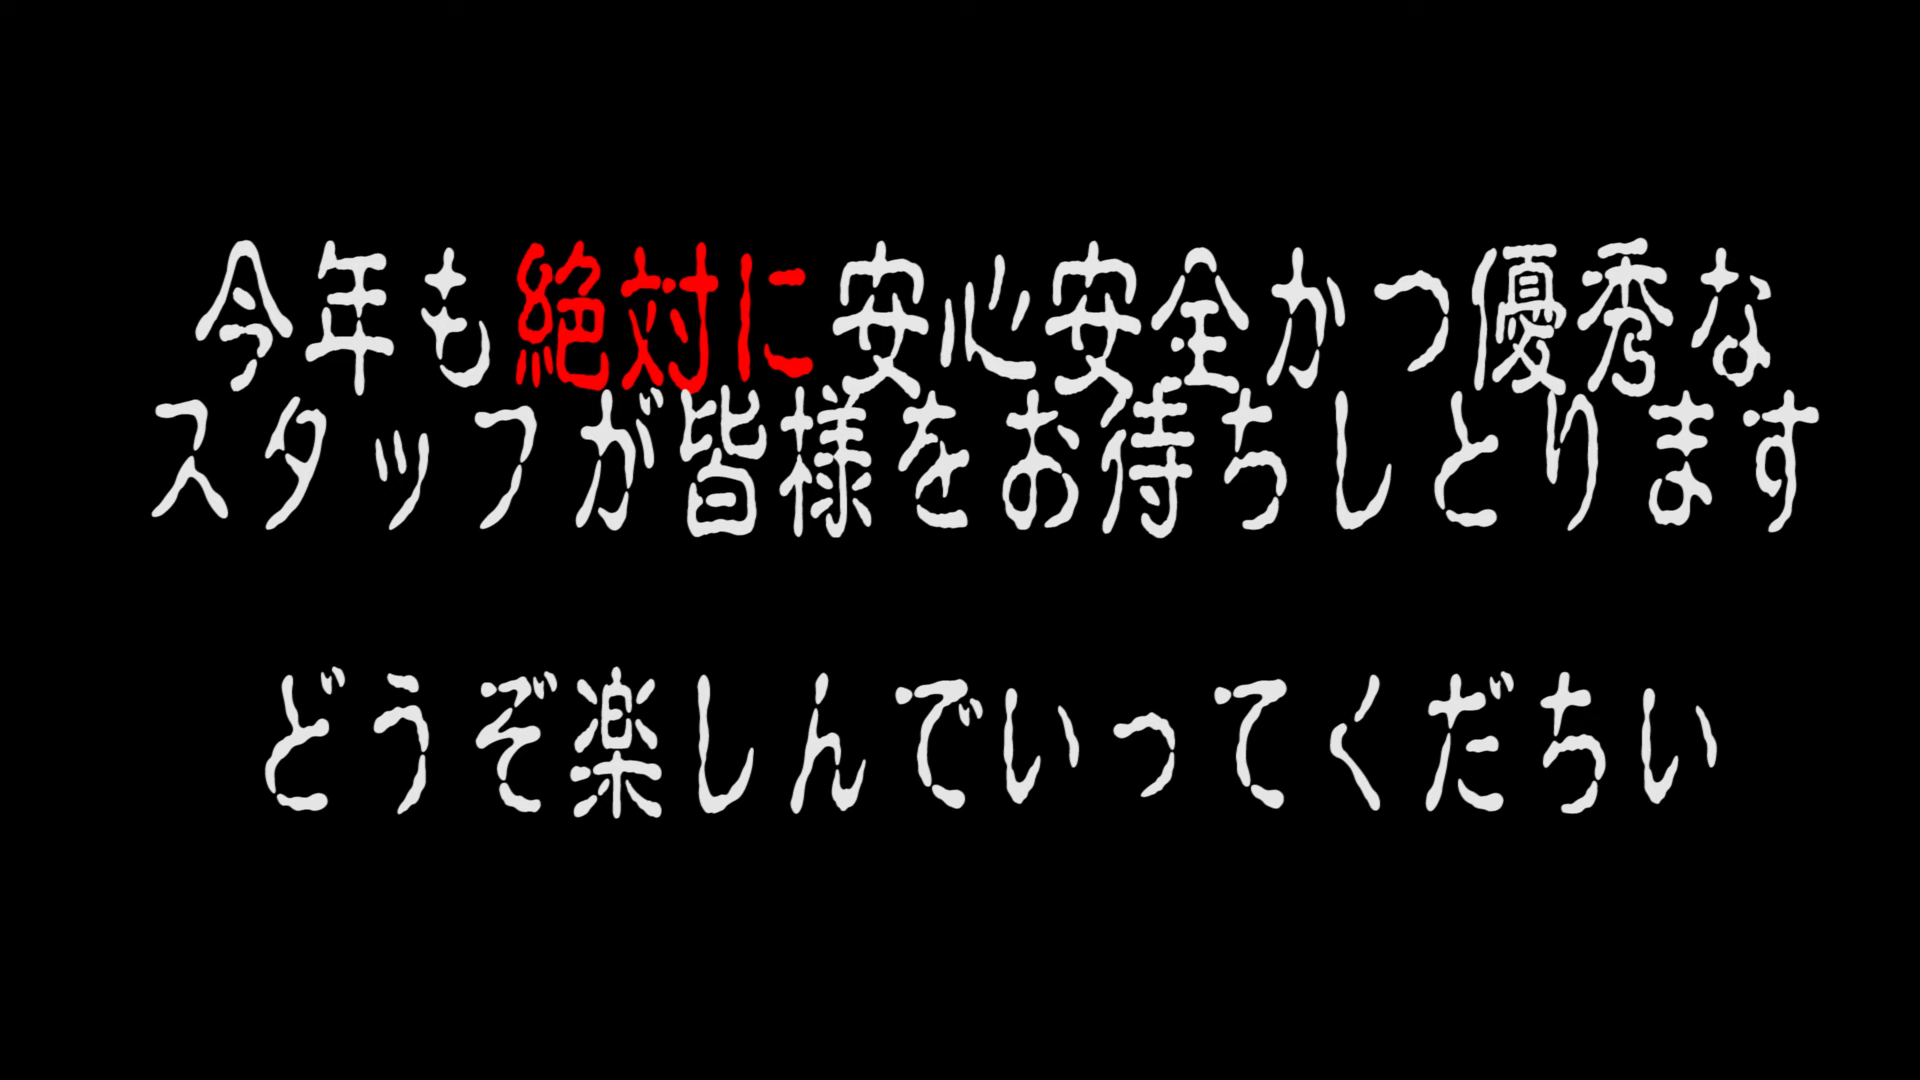 今年も絶対に安心安全かつ優秀な
スタッフが皆様をお待ちしとります
どうぞ楽しんでいってくだちい